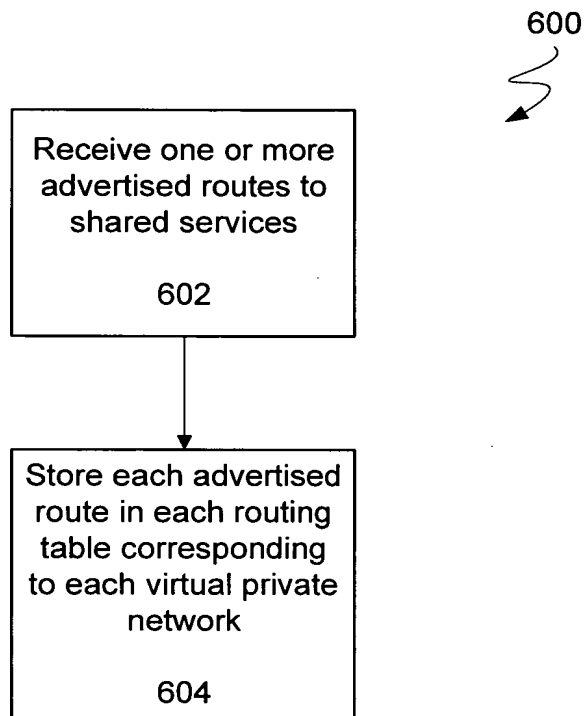 600
Receive one or more
advertised routes to
shared services
602
Store each advertised
route in each routing
table corresponding
to each virtual private
network
604